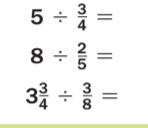 5 ÷ 3/4 =
8 ÷ 2/5 =
3 3/4 ÷ 3/8 =